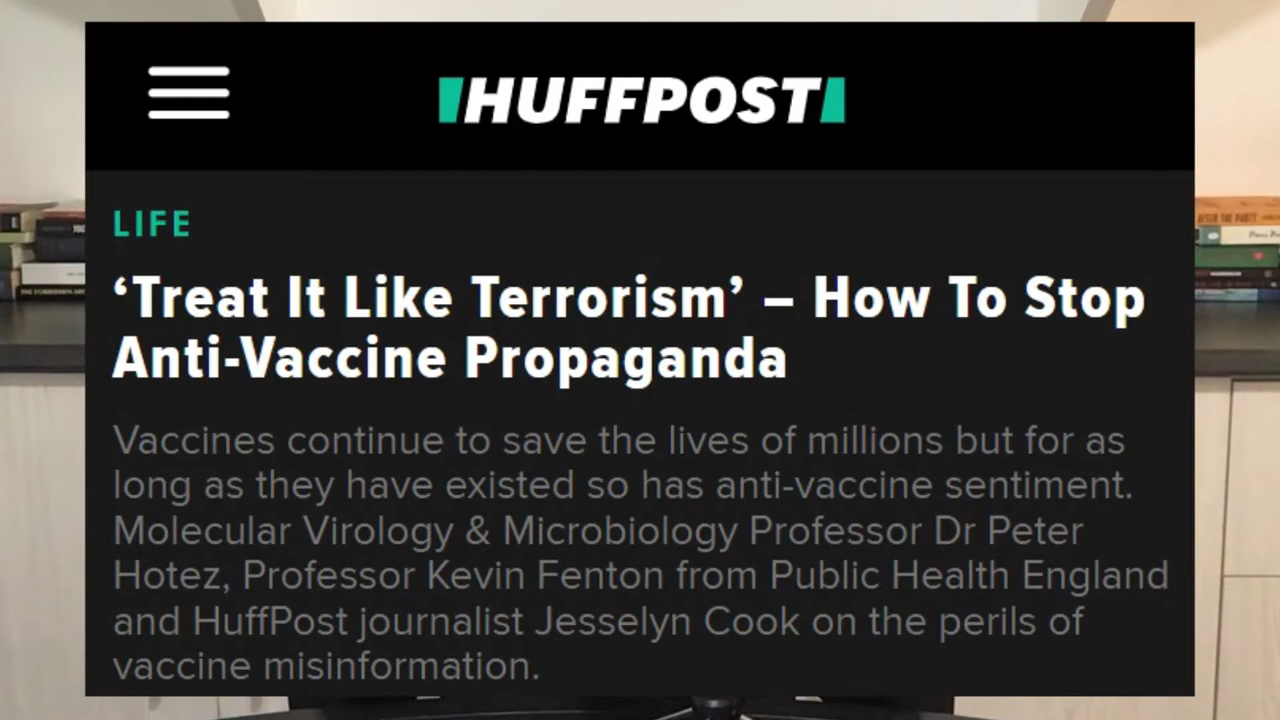 HUFFPOST
LIFE
‘Treat It Like Terrorism’ – How To Stop
Anti-Vaccine Propaganda
Vaccines continue to save the lives of millions but for as
long as they have existed so has anti-vaccine sentiment.
Molecular Virology & Microbiology Professor Dr Peter
Hotez, Professor Kevin Fenton from Public Health England
and HuffPost journalist Jesselyn Cook on the perils of
vaccine misinformation.
AFTER THE PARTY